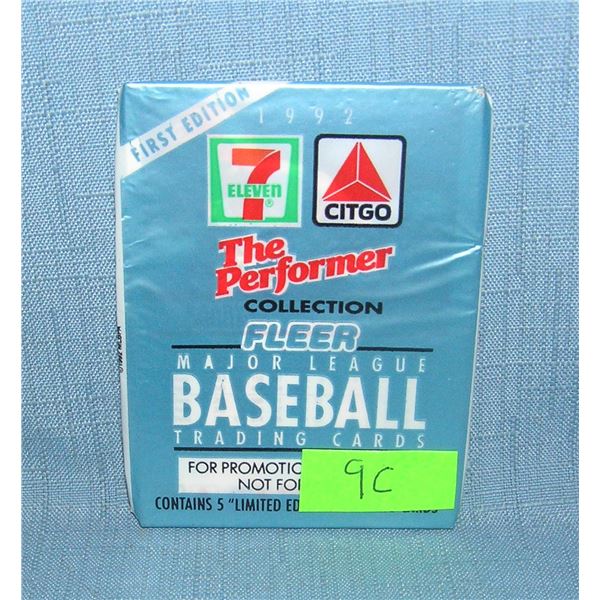 FIRST EDITION
1992
7
ELEVEN ®
CITGO
The
Performer
COLLECTION
FLEER
MAJOR LEAGUE
BASEBALL
TRADING CARDS
FOR PROMOTIO
NOT FO
9C
CONTAINS 5 "LIMITED ED